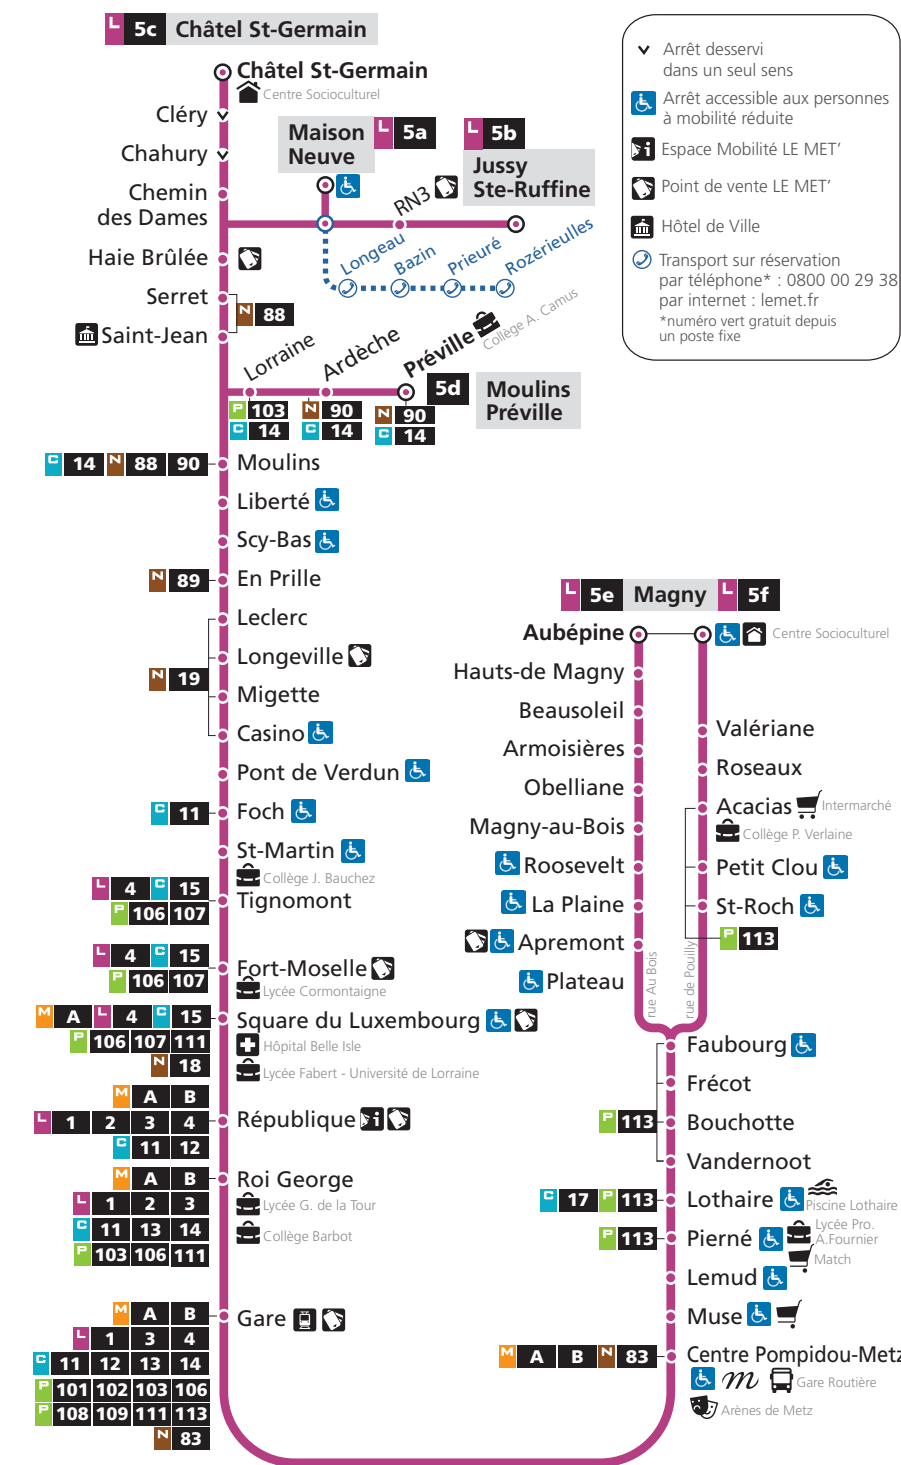 L 5c Châtel St-Germain
Châtel St-Germain
Centre Socioculturel
Cléry
Chahury
Chemin
des Dames
Haie Brûlée
Serret
N 88
Saint-Jean
Maison
Neuve
L 5a
L 5b
Jussy
Ste-Ruffine
RN3
Longeau
Bazin
Prieuré
Rozérieulles
Arrêt desservi
dans un seul sens
Arrêt accessible aux personnes
à mobilité réduite
Espace Mobilité LE MET'
Point de vente LE MET'
Hôtel de Ville
Transport sur réservation
par téléphone* : 0800 00 29 38
par internet : lemet.fr
*numéro vert gratuit depuis
un poste fixe
Lorraine
Ardèche
Préville
Collège A. Camus
5d
Moulins
Préville
P 103
C 14
N 90
C 14
N 90
C 14
C 14 N 88 90
Moulins
Liberté
Scy-Bas
N 89
En Prille
Leclerc
Longeville
N 19
Migette
Casino
Pont de Verdun
C 11
Foch
St-Martin
Collège J. Bauchez
L 4 C 15
P 106 107
Tignomont
L 4 C 15
P 106 107
Fort-Moselle
Lycée Cormontaigne
M A L 4 C 15
P 106 107 111
N 18
Square du Luxembourg
Hôpital Belle Isle
Lycée Fabert - Université de Lorraine
M A B
L 1 2 3 4
C 11 12
République
M A B
L 1 2 3
C 11 13 14
P 103 106 111
Roi George
Lycée G. de la Tour
Collège Barbot
M A B
L 1 3 4
C 11 12 13 14
P 101 102 103 106
P 108 109 111 113
N 83
Gare
L 5e Magny L 5f
Aubépine
Centre Socioculturel
Hauts-de Magny
Beausoleil
Armoisières
Obelliane
Magny-au-Bois
Roosevelt
La Plaine
Apremont
Plateau
rue Au Bois
rue de Pouilly
Valériane
Roseaux
Acacias
Intermarché
Collège P. Verlaine
Petit Clou
St-Roch
P 113
Faubourg
Frécot
P 113
Bouchotte
Vandernoot
C 17 P 113
Lothaire
Piscine Lothaire
P 113
Pierné
Lycée Pro.
A.Fournier
Match
Lemud
Muse
M A B N 83
Centre Pompidou-Metz
m
Gare Routière
Arènes de Metz